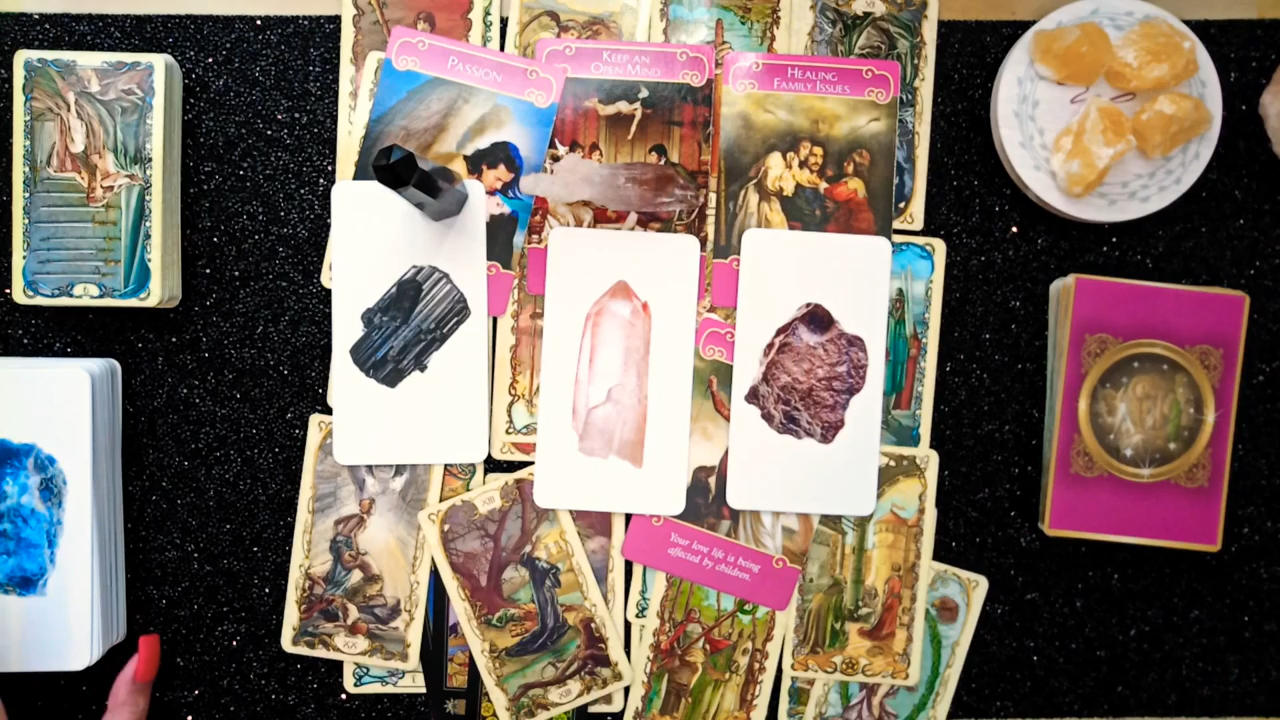 PASSION
KEEP AN
OPEN MIND
HEALING
FAMILY ISSUES
Your love life is being
affected by children.
XX
XIII
XIII